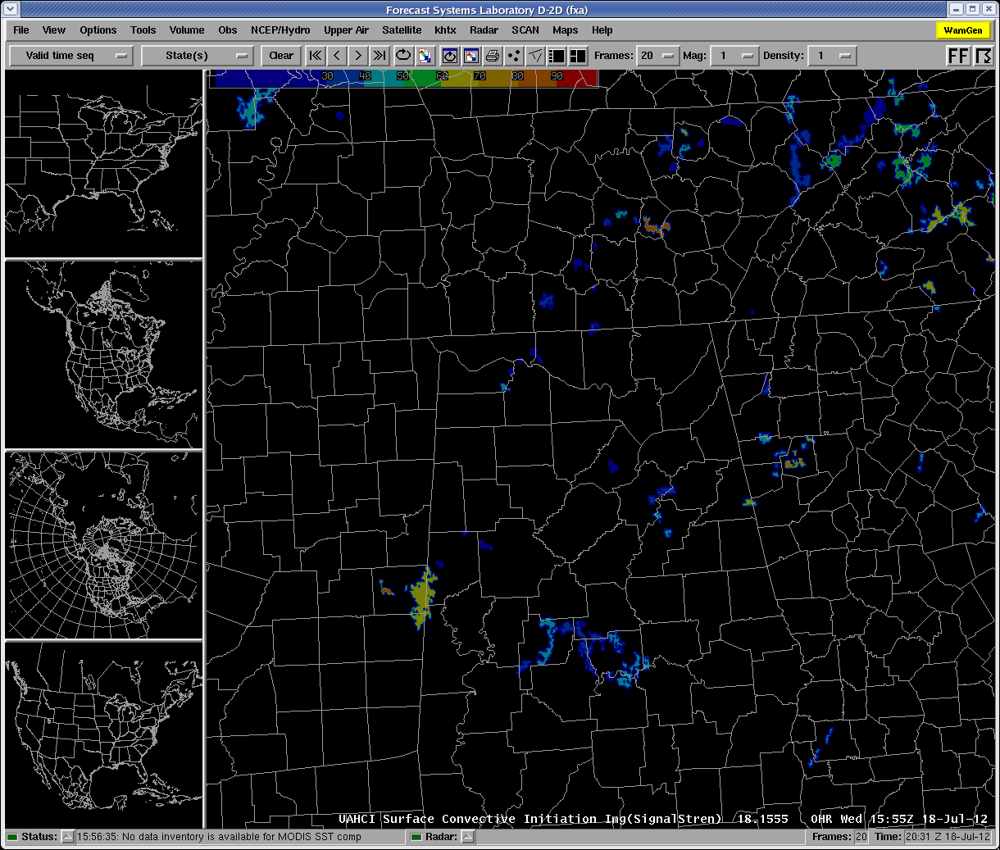 Forecast Systems Laboratory D-2D (fxa)
File View Options Tools Volume Obs NCEP/Hydro Upper Air Satellite khtx Radar SCAN Maps Help WarnGen
Valid time seq State(s) Clear Frames: 20 Mag: 1 Density: 1 FF
30 40 50 60 70 80 90
UAHCI Surface Convective Initiation Img(SignalStren) 18.1555 0HR Wed 15:55Z 18-Jul-12
Status: 15:56:35: No data inventory is available for MODIS SST comp Radar: Frames: 20 Time: 20:31 Z 18-Jul-12